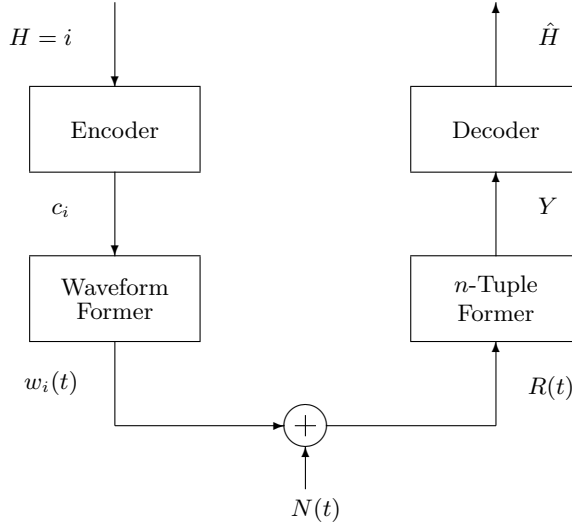 H = i
Ĥ
Encoder
Decoder
c_i
Y
Waveform
Former
n-Tuple
Former
w_i(t)
R(t)
N(t)